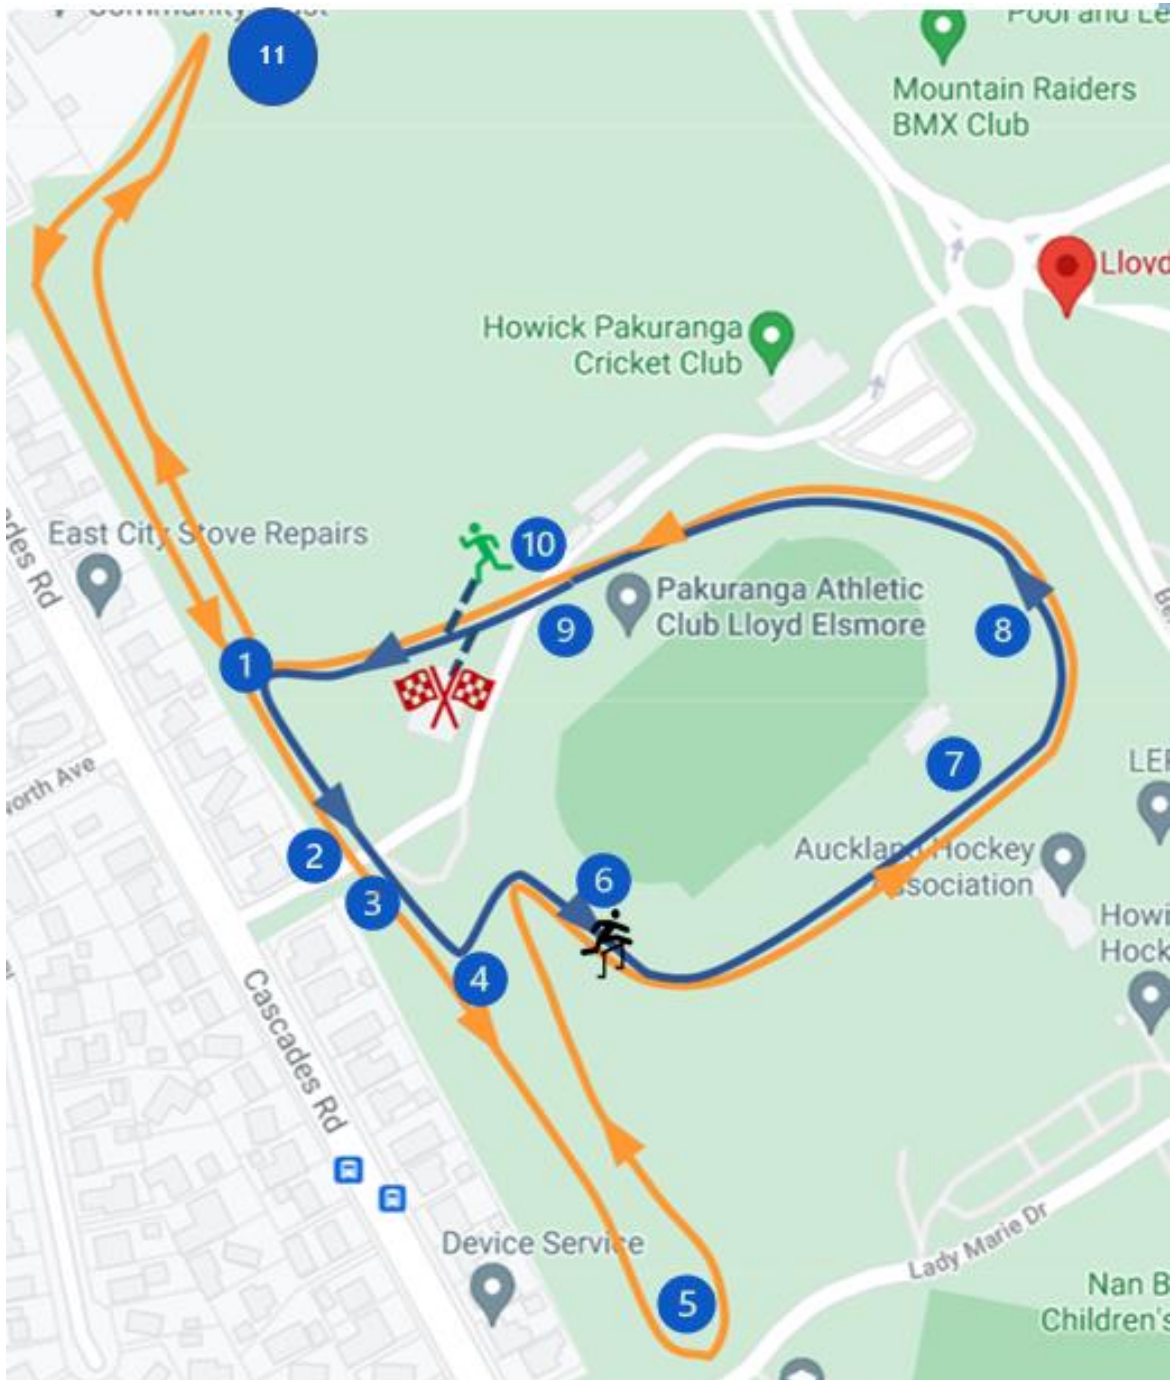 11
Mountain Raiders
BMX Club
Howick Pakuranga
Cricket Club
East City Stove Repairs
10
Pakuranga Athletic
Club Lloyd Elsmore
9
8
1
7
2
Auckland Hockey
Association
6
3
4
Cascades Rd
Device Service
5
Lady Marie Dr
Nan B
Children's